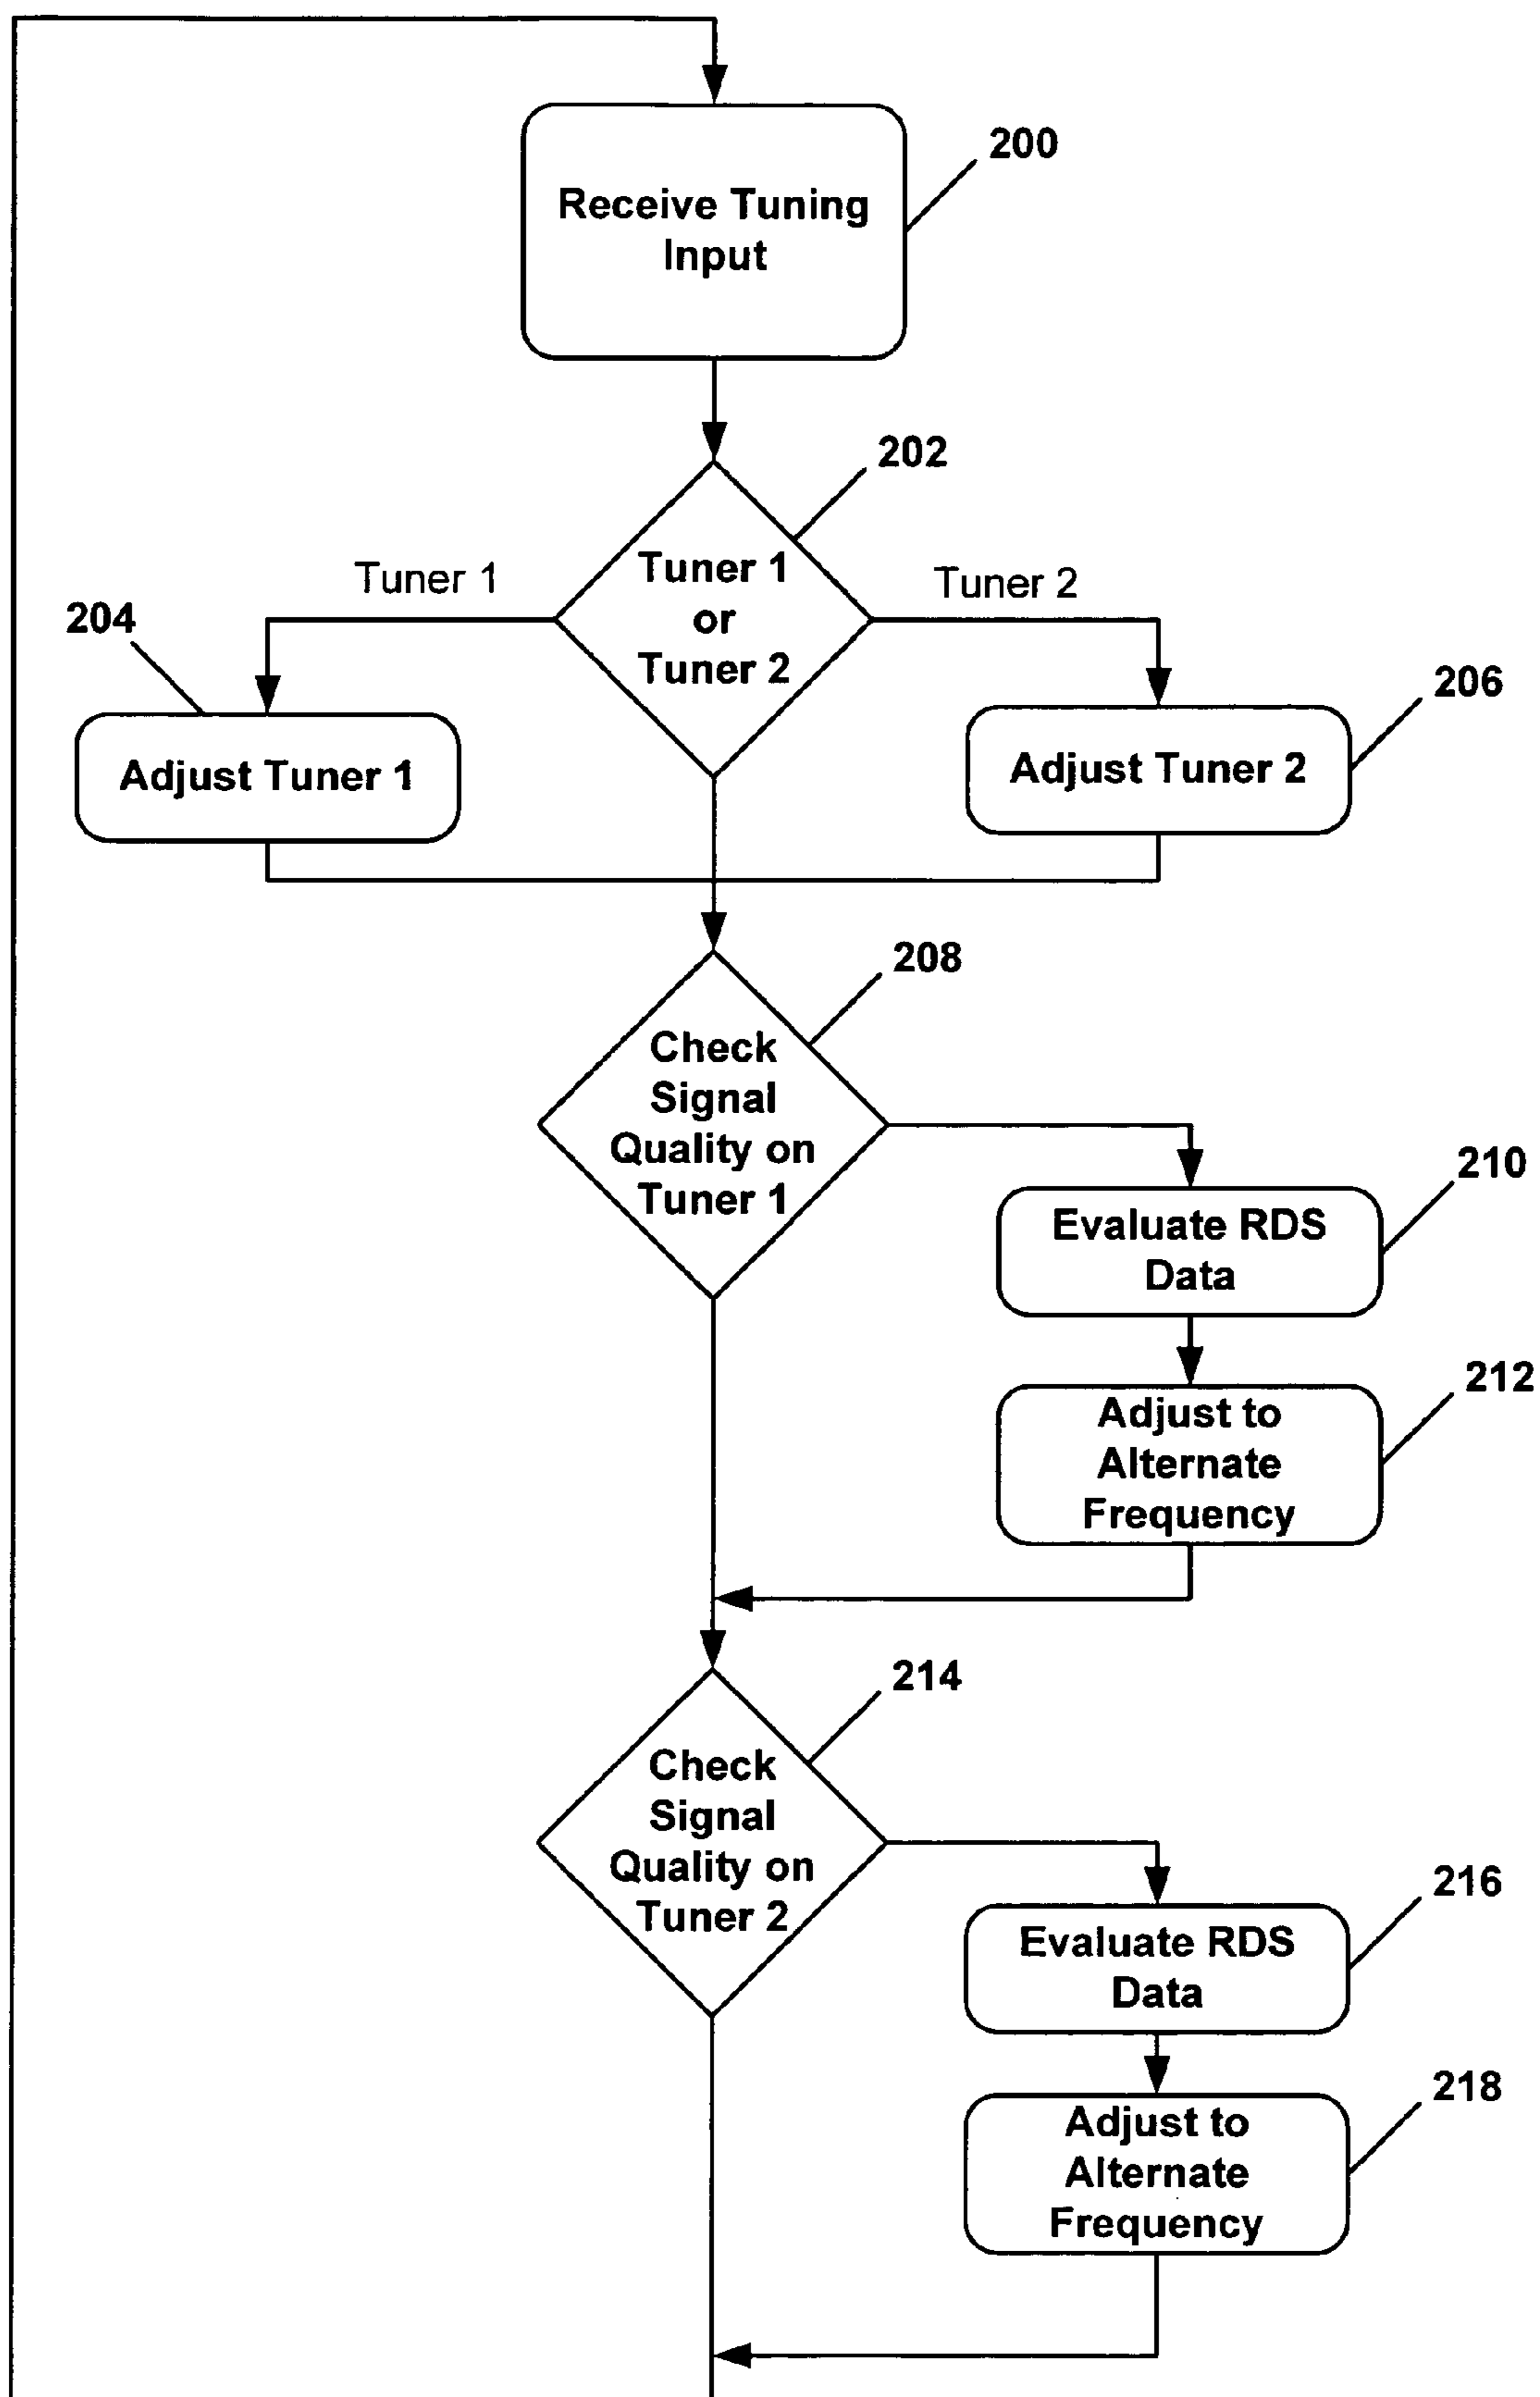 200
Receive Tuning
Input
202
Tuner 1
or
Tuner 2
Tuner 1
Tuner 2
204
Adjust Tuner 1
206
Adjust Tuner 2
208
Check
Signal
Quality on
Tuner 1
210
Evaluate RDS
Data
212
Adjust to
Alternate
Frequency
214
Check
Signal
Quality on
Tuner 2
216
Evaluate RDS
Data
218
Adjust to
Alternate
Frequency